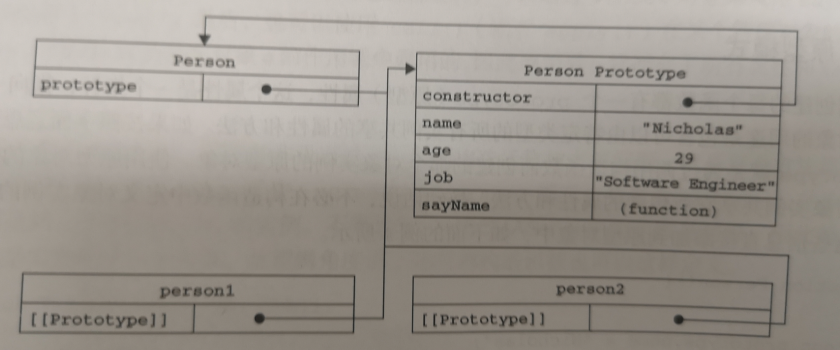 Person
prototype
Person Prototype
constructor
name "Nicholas"
age 29
job "Software Engineer"
sayName (function)
person1
[[Prototype]]
person2
[[Prototype]]